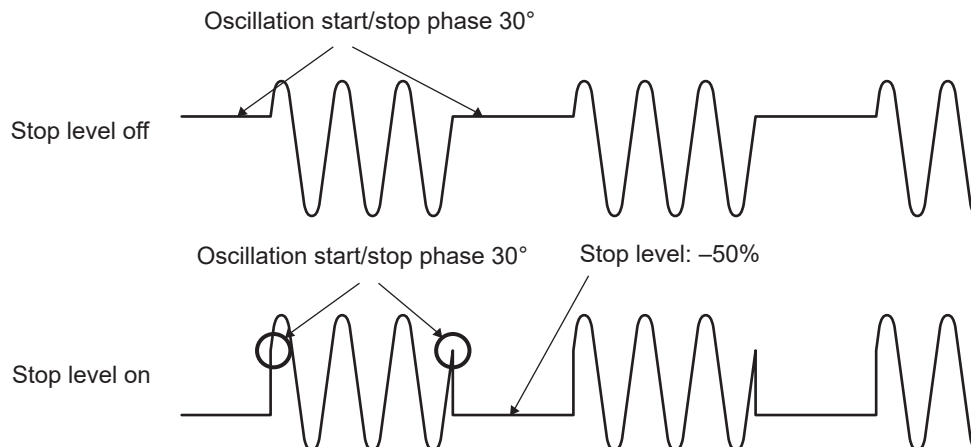 Oscillation start/stop phase 30°
Stop level off
Oscillation start/stop phase 30°
Stop level: –50%
Stop level on